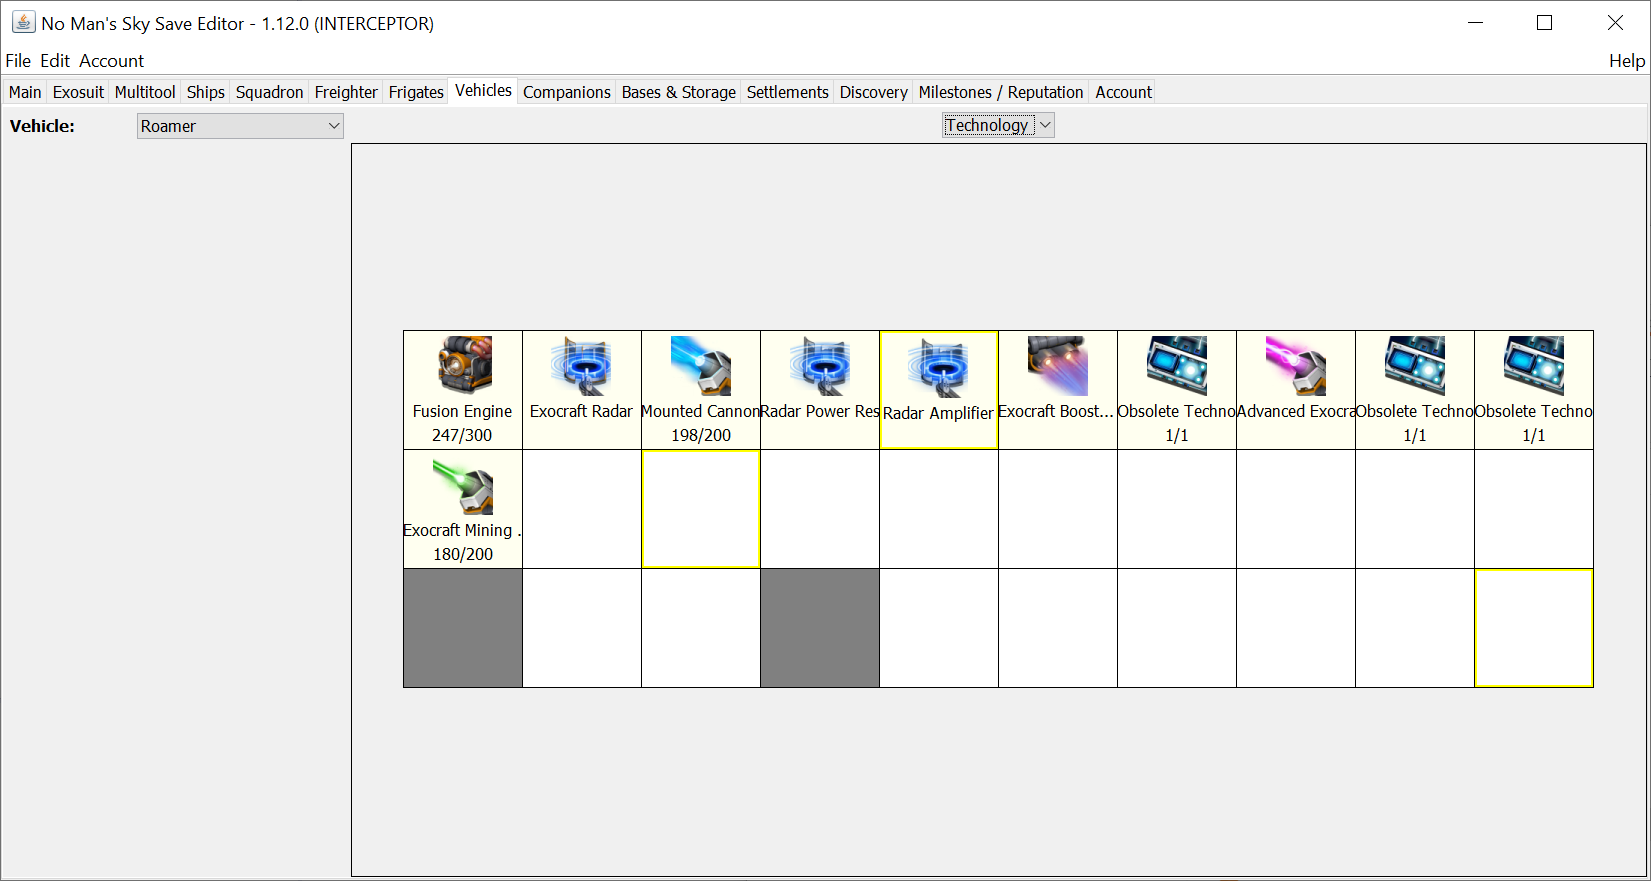 No Man's Sky Save Editor - 1.12.0 (INTERCEPTOR)
File Edit Account Help
Main Exosuit Multitool Ships Squadron Freighter Frigates Vehicles Companions Bases & Storage Settlements Discovery Milestones / Reputation Account
Vehicle: Roamer Technology
Fusion Engine Exocraft Radar Mounted Cannon Radar Power Res Radar Amplifier Exocraft Boost... Obsolete Techno Advanced Exocra Obsolete Techno Obsolete Techno
247/300 198/200 1/1 1/1 1/1
Exocraft Mining .
180/200